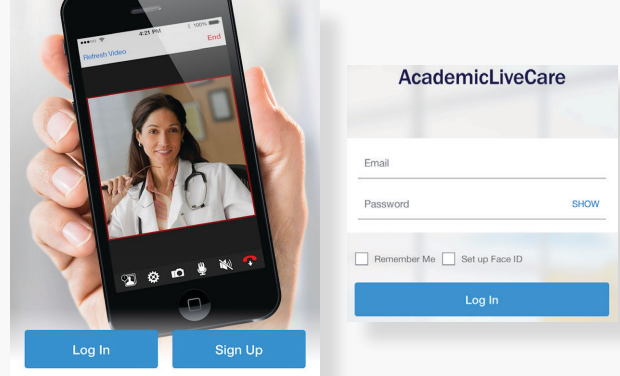 4:21 PM
100%
Refresh Video
End
Log In
Sign Up
AcademicLiveCare
Email
Password
SHOW
Remember Me
Set up Face ID
Log In